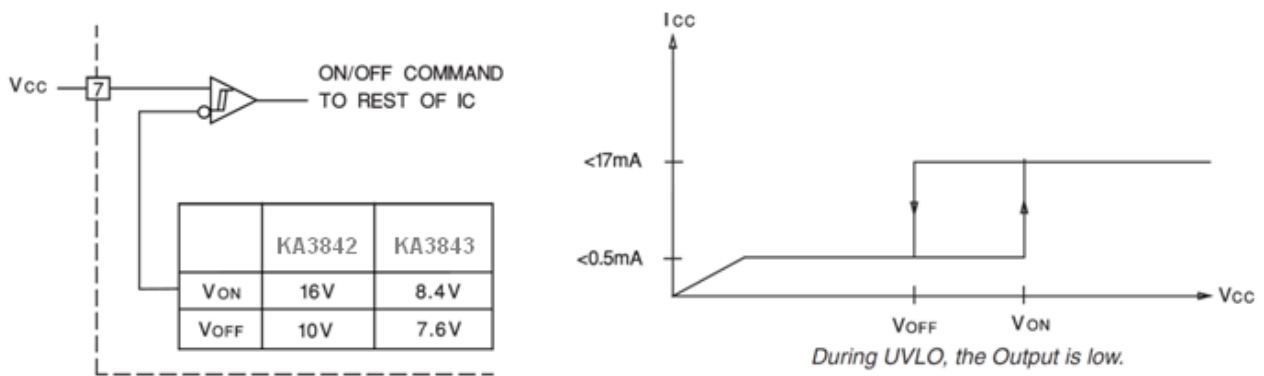 Vcc
7
ON/OFF COMMAND
TO REST OF IC
KA3842 KA3843
VON 16V 8.4V
VOFF 10V 7.6V
Icc
<17mA
<0.5mA
Vcc
VOFF VON
During UVLO, the Output is low.